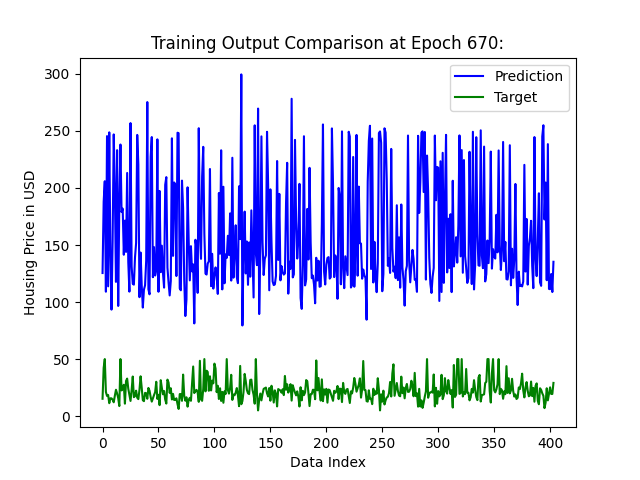 Training Output Comparison at Epoch 670:
Prediction
Target
Housing Price in USD
300
250
200
150
100
50
0
0 50 100 150 200 250 300 350 400
Data Index